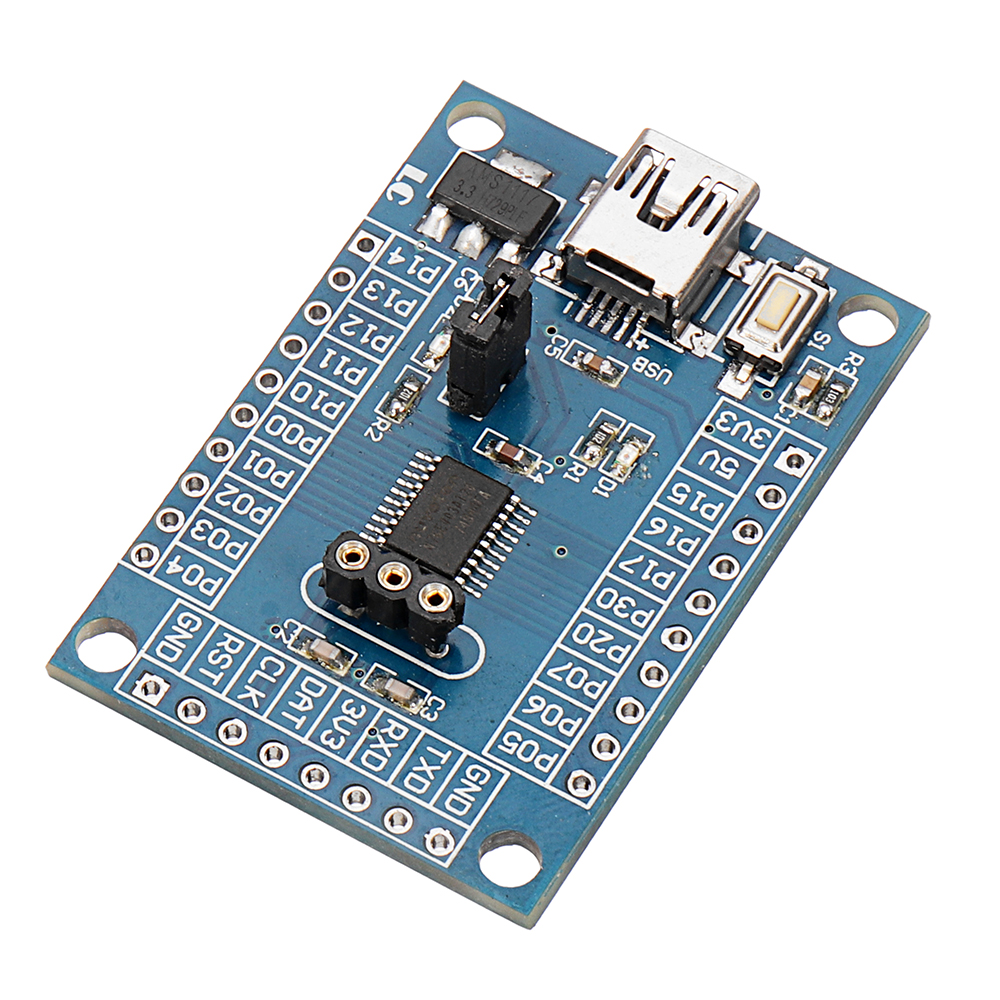 LC
AMS1117
3.3
P14
P13
P12
P11
P10
P00
P01
P02
P03
P04
C5
USB
S1
R3
C1
R2
C4
R1
D1
3V3
5V
P15
P16
P17
P30
P20
P07
P06
P05
C2
C3
GND
RST
CLK
DAT
3V3
RXD
TXD
GND
102
103